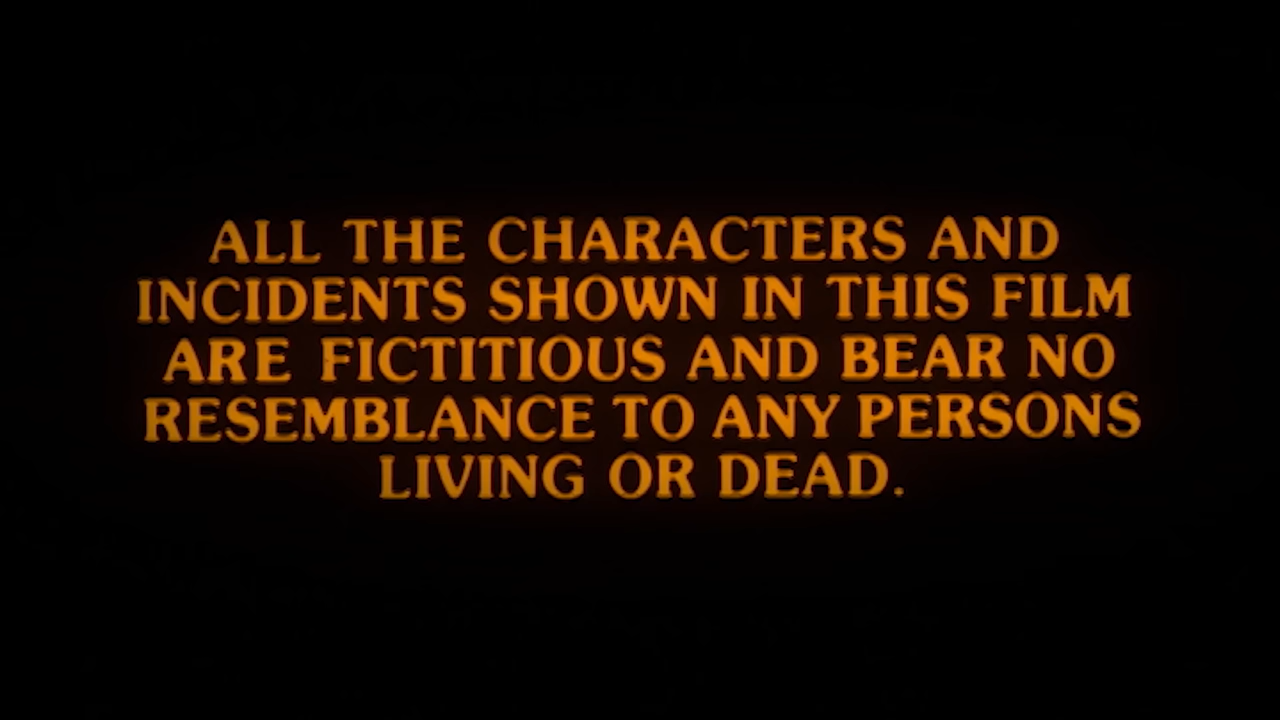 ALL THE CHARACTERS AND
INCIDENTS SHOWN IN THIS FILM
ARE FICTITIOUS AND BEAR NO
RESEMBLANCE TO ANY PERSONS
LIVING OR DEAD.